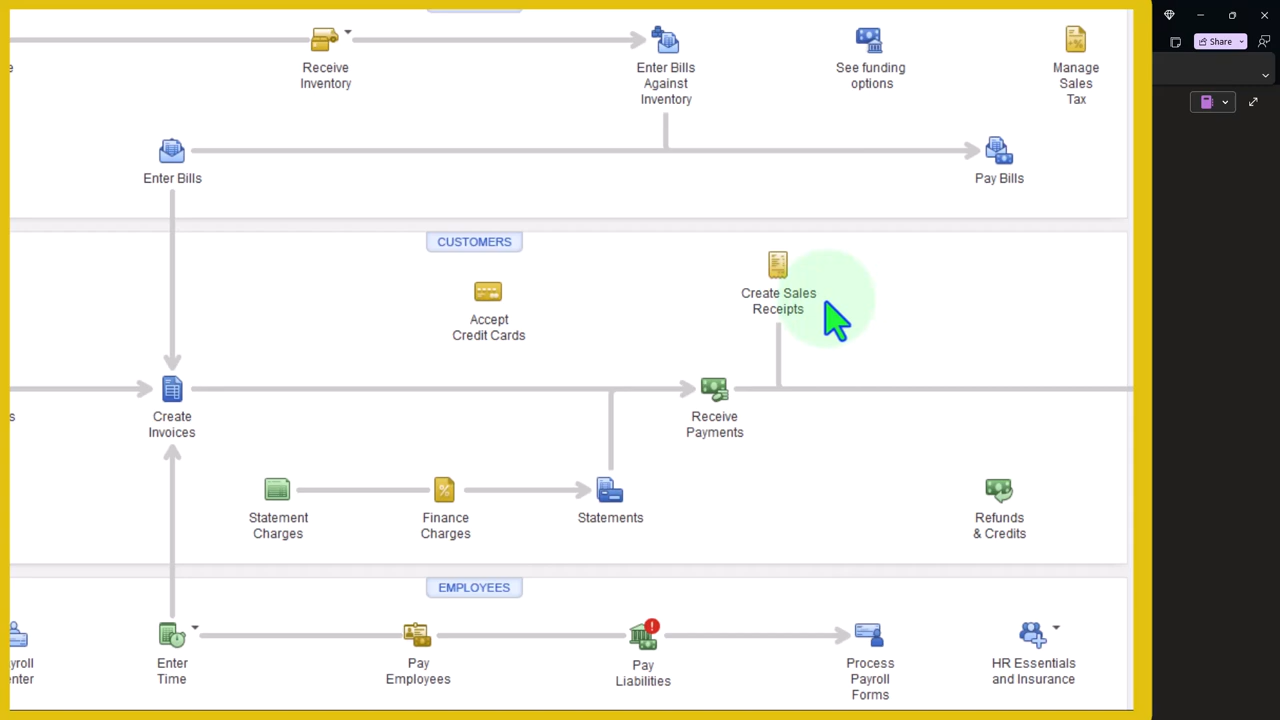 Share
e
Receive
Inventory
Enter Bills
Against
Inventory
See funding
options
Manage
Sales
Tax
Enter Bills
Pay Bills
CUSTOMERS
Create Sales
Receipts
Accept
Credit Cards
s
Create
Invoices
Receive
Payments
Statement
Charges
Finance
Charges
Statements
Refunds
& Credits
EMPLOYEES
yroll
enter
Enter
Time
Pay
Employees
Pay
Liabilities
Process
Payroll
Forms
HR Essentials
and Insurance